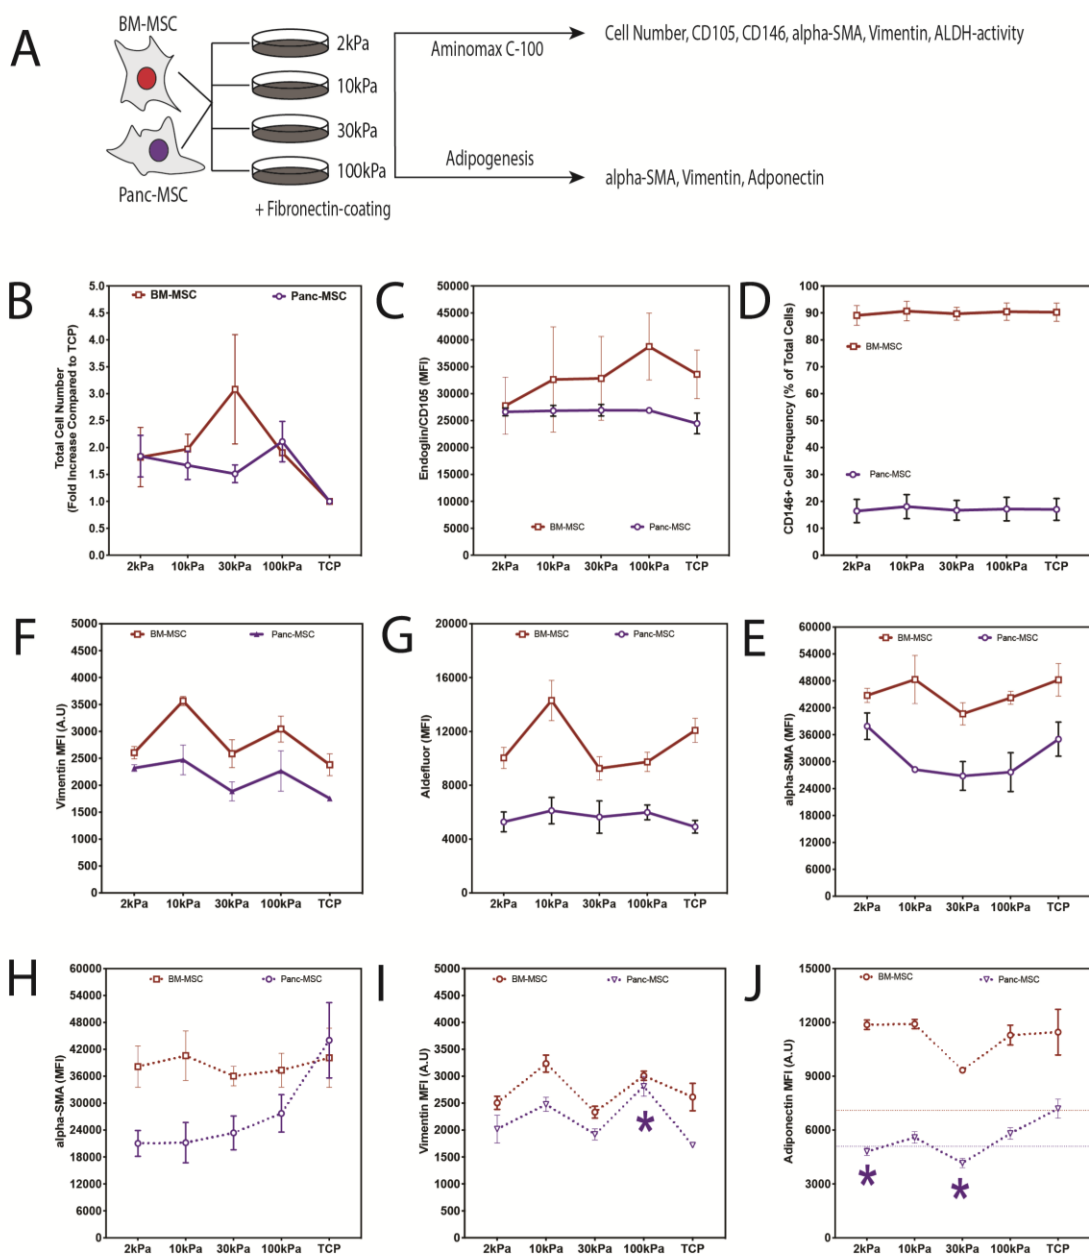 A
BM-MSC
Panc-MSC
2kPa
10kPa
30kPa
100kPa
+ Fibronectin-coating
Aminomax C-100
Cell Number, CD105, CD146, alpha-SMA, Vimentin, ALDH-activity
Adipogenesis
alpha-SMA, Vimentin, Adponectin
B
Total Cell Number
(Fold Increase Compared to TCP)
5.0
4.5
4.0
3.5
3.0
2.5
2.0
1.5
1.0
0.5
0.0
BM-MSC
Panc-MSC
2kPa 10kPa 30kPa 100kPa TCP
C
Endoglin/CD105 (MFI)
50000
45000
40000
35000
30000
25000
20000
15000
10000
5000
0
BM-MSC
Panc-MSC
2kPa 10kPa 30kPa 100kPa TCP
D
CD146+ Cell Frequency (% of Total Cells)
100
90
80
70
60
50
40
30
20
10
0
BM-MSC
Panc-MSC
2kPa 10kPa 30kPa 100kPa TCP
F
Vimentin MFI (A.U)
5000
4500
4000
3500
3000
2500
2000
1500
1000
500
0
BM-MSC
Panc-MSC
2kPa 10kPa 30kPa 100kPa TCP
G
Aldefluor (MFI)
20000
16000
12000
8000
4000
0
BM-MSC
Panc-MSC
2kPa 10kPa 30kPa 100kPa TCP
E
alpha-SMA (MFI)
60000
54000
48000
42000
36000
30000
24000
18000
12000
6000
0
BM-MSC
Panc-MSC
2kPa 10kPa 30kPa 100kPa TCP
H
alpha-SMA (MFI)
60000
54000
48000
42000
36000
30000
24000
18000
12000
6000
0
BM-MSC
Panc-MSC
2kPa 10kPa 30kPa 100kPa TCP
I
Vimentin MFI (A.U)
5000
4500
4000
3500
3000
2500
2000
1500
1000
500
0
BM-MSC
Panc-MSC
*
2kPa 10kPa 30kPa 100kPa TCP
J
Adiponectin MFI (A.U)
15000
12000
9000
6000
3000
0
BM-MSC
Panc-MSC
* *
2kPa 10kPa 30kPa 100kPa TCP